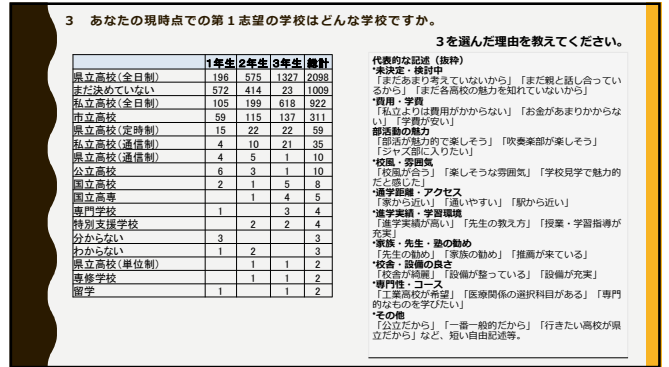 ３　あなたの現時点での第１志望の学校はどんな学校ですか。
３を選んだ理由を教えてください。
1年生 2年生 3年生 総計
県立高校(全日制) 196 575 1327 2098
まだ決めていない 572 414 23 1009
私立高校(全日制) 105 199 618 922
市立高校 59 115 137 311
県立高校(定時制) 15 22 22 59
私立高校(通信制) 4 10 21 35
県立高校(通信制) 4 5 1 10
公立高校 6 3 1 10
国立高校 2 1 5 8
国立高専 1 4 5
専門学校 1 3 4
特別支援学校 2 2 4
分からない 3 3
わからない 1 2 3
県立高校(単位制) 1 1 2
専修学校 1 1 2
留学 1 1 2
代表的な記述（抜粋）
・未決定・検討中
「まだあまり考えていないから」「まだ親と話し合ってい
るから」「まだ各高校の魅力を知れていないから」
・費用・学費
「私立よりは費用がかからない」「お金があまりかからな
い」「学費が安い」
部活動の魅力
「部活が魅力的で楽しそう」「吹奏楽部が楽しそう」
「ジャズ部に入りたい」
・校風・雰囲気
「校風が合う」「楽しそうな雰囲気」「学校見学で魅力的
だと感じた」
・通学距離・アクセス
「家から近い」「通いやすい」「駅から近い」
・進学実績・学習環境
「進学実績が高い」「先生の教え方」「授業・学習指導が
充実」
・家族・先生・塾の勧め
「先生の勧め」「家族の勧め」「推薦が来ている」
・校舎・設備の良さ
「校舎が綺麗」「設備が整っている」「設備が充実」
・専門性・コース
「工業高校が希望」「医療関係の選択科目がある」「専門
的なものを学びたい」
・その他
「公立だから」「一番一般的だから」「行きたい高校が県
立だから」など、短い自由記述等。